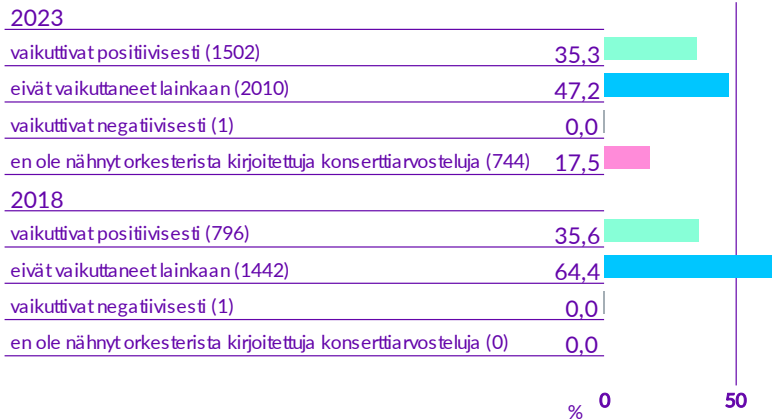 2023
vaikuttivat positiivisesti (1502) 35,3
eivät vaikuttaneet lainkaan (2010) 47,2
vaikuttivat negatiivisesti (1) 0,0
en ole nähnyt orkesterista kirjoitettuja konserttiarvosteluja (744) 17,5
2018
vaikuttivat positiivisesti (796) 35,6
eivät vaikuttaneet lainkaan (1442) 64,4
vaikuttivat negatiivisesti (1) 0,0
en ole nähnyt orkesterista kirjoitettuja konserttiarvosteluja (0) 0,0
% 0 50